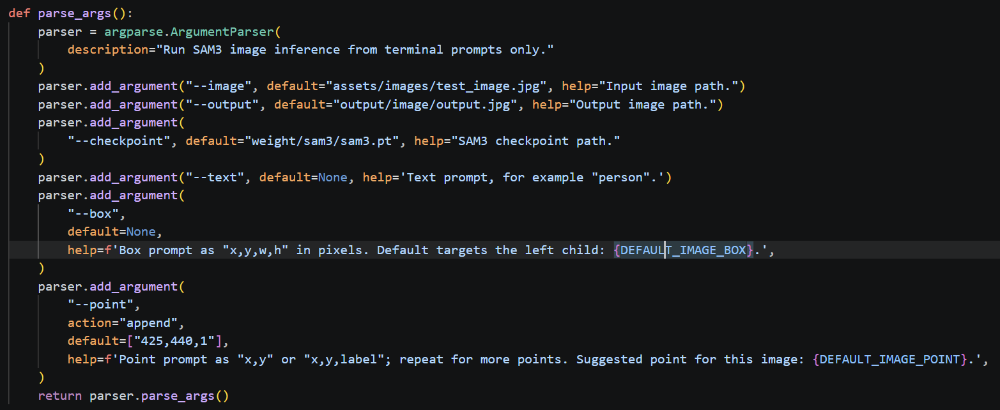 def parse_args():
    parser = argparse.ArgumentParser(
        description="Run SAM3 image inference from terminal prompts only."
    )
    parser.add_argument("--image", default="assets/images/test_image.jpg", help="Input image path.")
    parser.add_argument("--output", default="output/image/output.jpg", help="Output image path.")
    parser.add_argument(
        "--checkpoint", default="weight/sam3/sam3.pt", help="SAM3 checkpoint path."
    )
    parser.add_argument("--text", default=None, help='Text prompt, for example "person".')
    parser.add_argument(
        "--box",
        default=None,
        help=f'Box prompt as "x,y,w,h" in pixels. Default targets the left child: {DEFAULT_IMAGE_BOX}.',
    )
    parser.add_argument(
        "--point",
        action="append",
        default=["425,440,1"],
        help=f'Point prompt as "x,y" or "x,y,label"; repeat for more points. Suggested point for this image: {DEFAULT_IMAGE_POINT}.',
    )
    return parser.parse_args()